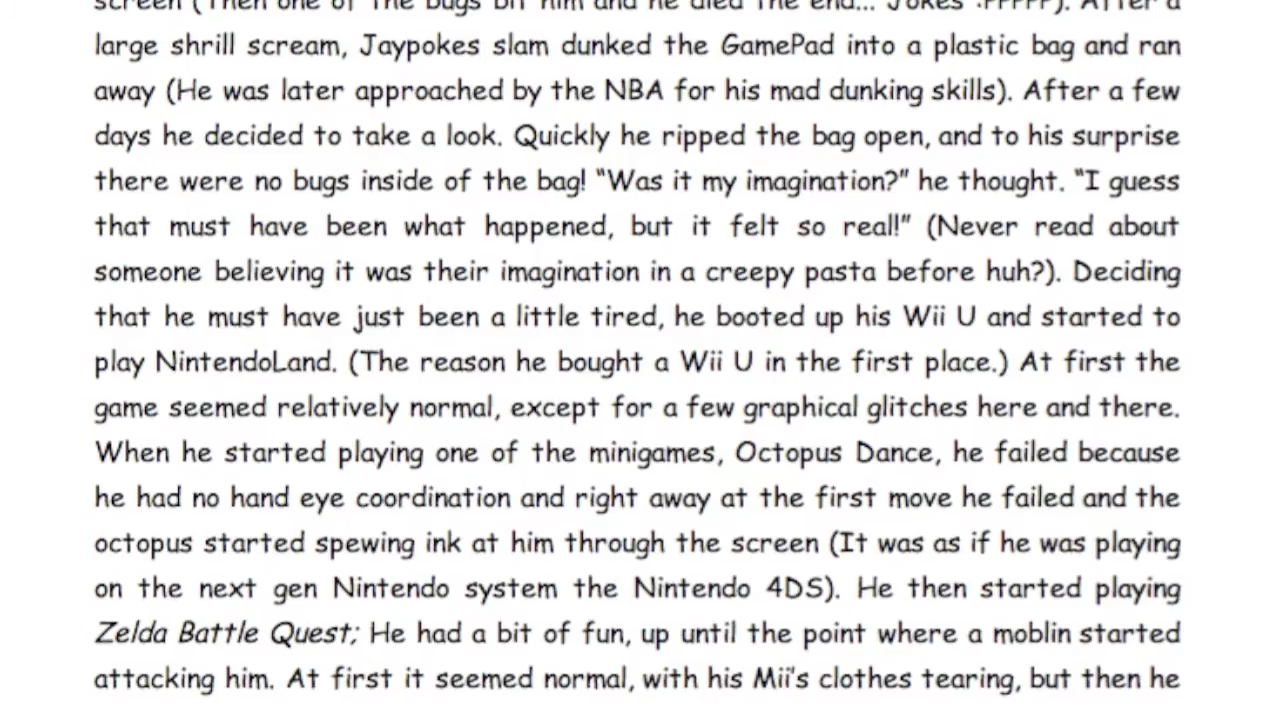 screen (Then one of the bugs bit him and he died the end... Jokes :PPPPP). After a
large shrill scream, Jaypokes slam dunked the GamePad into a plastic bag and ran
away (He was later approached by the NBA for his mad dunking skills). After a few
days he decided to take a look. Quickly he ripped the bag open, and to his surprise
there were no bugs inside of the bag! “Was it my imagination?” he thought. “I guess
that must have been what happened, but it felt so real!” (Never read about
someone believing it was their imagination in a creepy pasta before huh?). Deciding
that he must have just been a little tired, he booted up his Wii U and started to
play NintendoLand. (The reason he bought a Wii U in the first place.) At first the
game seemed relatively normal, except for a few graphical glitches here and there.
When he started playing one of the minigames, Octopus Dance, he failed because
he had no hand eye coordination and right away at the first move he failed and the
octopus started spewing ink at him through the screen (It was as if he was playing
on the next gen Nintendo system the Nintendo 4DS). He then started playing
Zelda Battle Quest; He had a bit of fun, up until the point where a moblin started
attacking him. At first it seemed normal, with his Mii’s clothes tearing, but then he